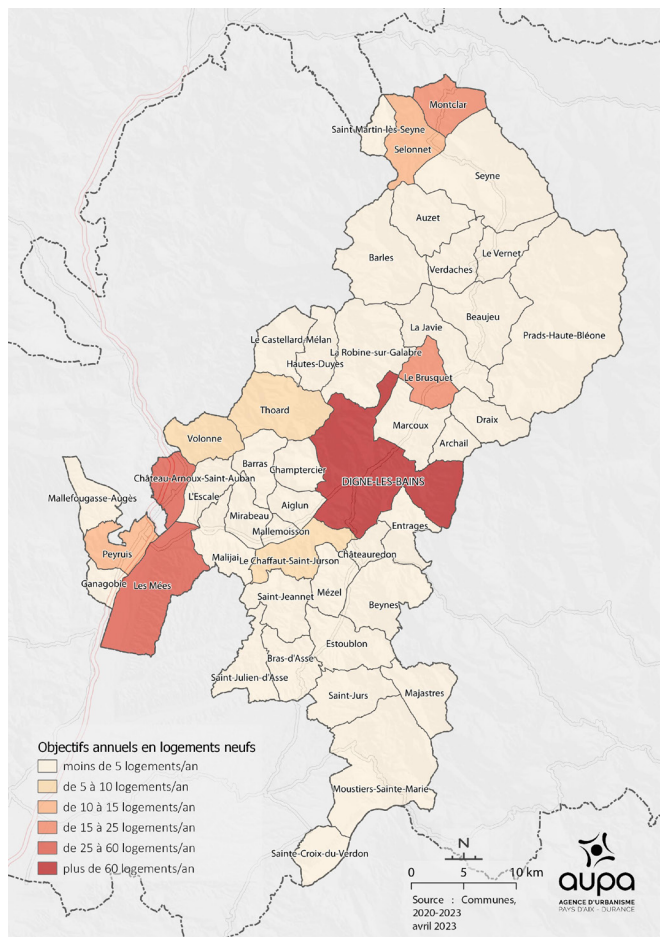 Montclar
Saint-Martin-lès-Seyne
Selonnet
Seyne
Auzet
Le Vernet
Barles
Verdaches
Beaujeu
Prads-Haute-Bléone
La Javie
Le Castellard-Mélan
La Robine-sur-Galabre
Hautes-Duyes
Le Brusquet
Thoard
Draix
Marcoux
Volonne
Archail
Barras
Champtercier
Château-Arnoux-Saint-Auban
DIGNE-LES-BAINS
Mallefougasse-Augès
L'Escale
Aiglun
Mirabeau
Entrages
Mallemoisson
Peyruis
Châteauredon
Malijai
Le Chaffaut-Saint-Jurson
Ganagobie
Les Mées
Mézel
Saint-Jeannet
Beynes
Estoublon
Bras-d'Asse
Saint-Julien-d'Asse
Saint-Jurs
Majastres
Moustiers-Sainte-Marie
Sainte-Croix-du-Verdon
Objectifs annuels en logements neufs
moins de 5 logements/an
de 5 à 10 logements/an
de 10 à 15 logements/an
de 15 à 25 logements/an
de 25 à 60 logements/an
plus de 60 logements/an
N
0 5 10 km
Source : Communes,
2020-2023
avril 2023
aupa
AGENCE D'URBANISME
PAYS D'AIX - DURANCE